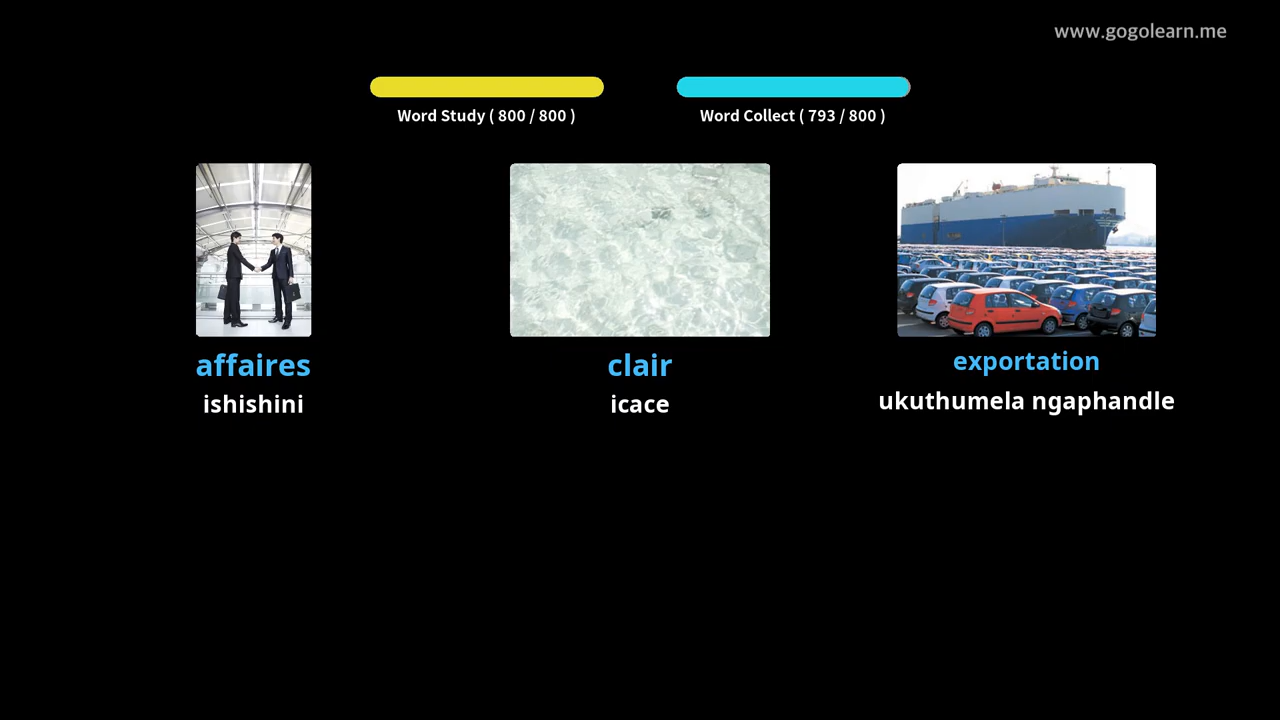 www.gogolearn.me
Word Study ( 800 / 800 )
Word Collect ( 793 / 800 )
affaires
ishishini
clair
icace
exportation
ukuthumela ngaphandle